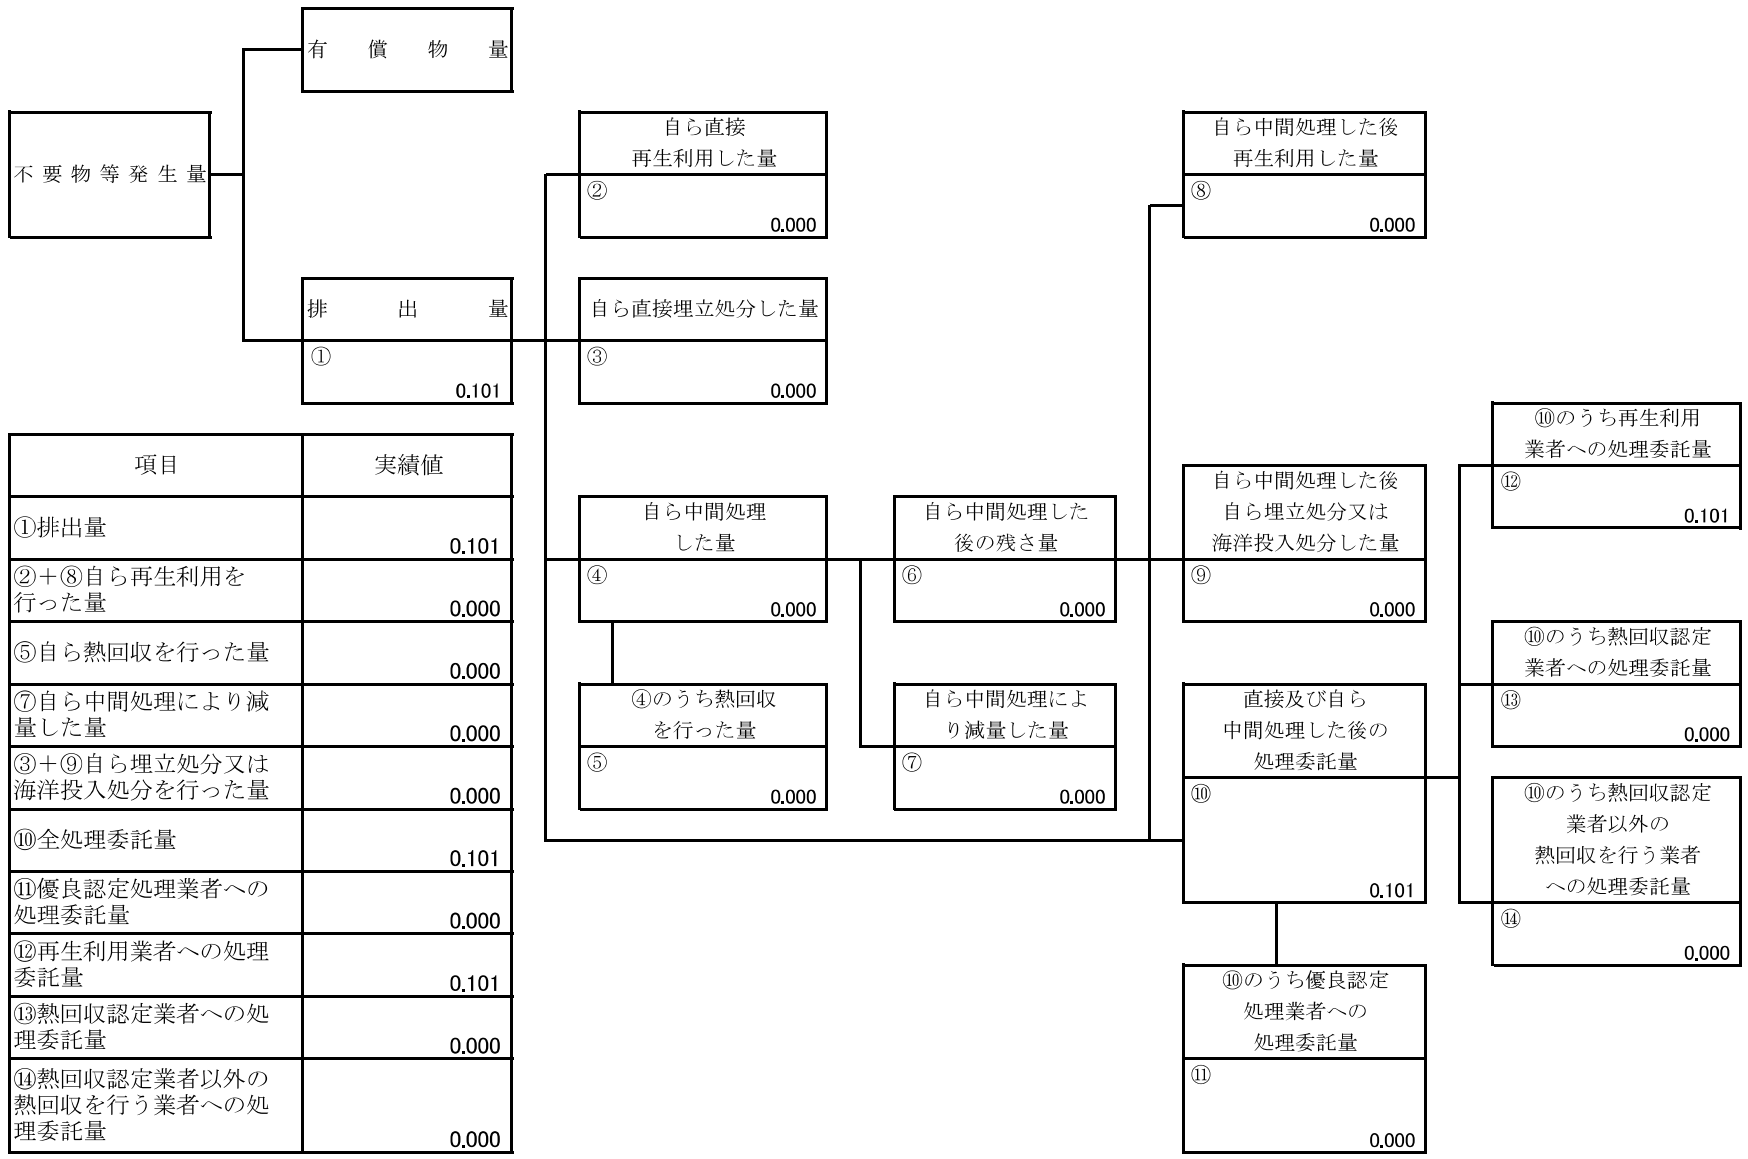 有償物量
不要物等発生量
排出量
①
0.101
自ら直接
再生利用した量
②
0.000
自ら直接埋立処分した量
③
0.000
自ら中間処理
した量
④
0.000
④のうち熱回収
を行った量
⑤
0.000
自ら中間処理した
後の残さ量
⑥
0.000
自ら中間処理によ
り減量した量
⑦
0.000
自ら中間処理した後
再生利用した量
⑧
0.000
自ら中間処理した後
自ら埋立処分又は
海洋投入処分した量
⑨
0.000
直接及び自ら
中間処理した後の
処理委託量
⑩
0.101
⑩のうち優良認定
処理業者への
処理委託量
⑪
0.000
⑩のうち再生利用
業者への処理委託量
⑫
0.101
⑩のうち熱回収認定
業者への処理委託量
⑬
0.000
⑩のうち熱回収認定
業者以外の
熱回収を行う業者
への処理委託量
⑭
0.000
項目 実績値
①排出量
0.101
②＋⑧自ら再生利用を
行った量
0.000
⑤自ら熱回収を行った量
0.000
⑦自ら中間処理により減
量した量
0.000
③＋⑨自ら埋立処分又は
海洋投入処分を行った量
0.000
⑩全処理委託量
0.101
⑪優良認定処理業者への
処理委託量
0.000
⑫再生利用業者への処理
委託量
0.101
⑬熱回収認定業者への処
理委託量
0.000
⑭熱回収認定業者以外の
熱回収を行う業者への処
理委託量
0.000